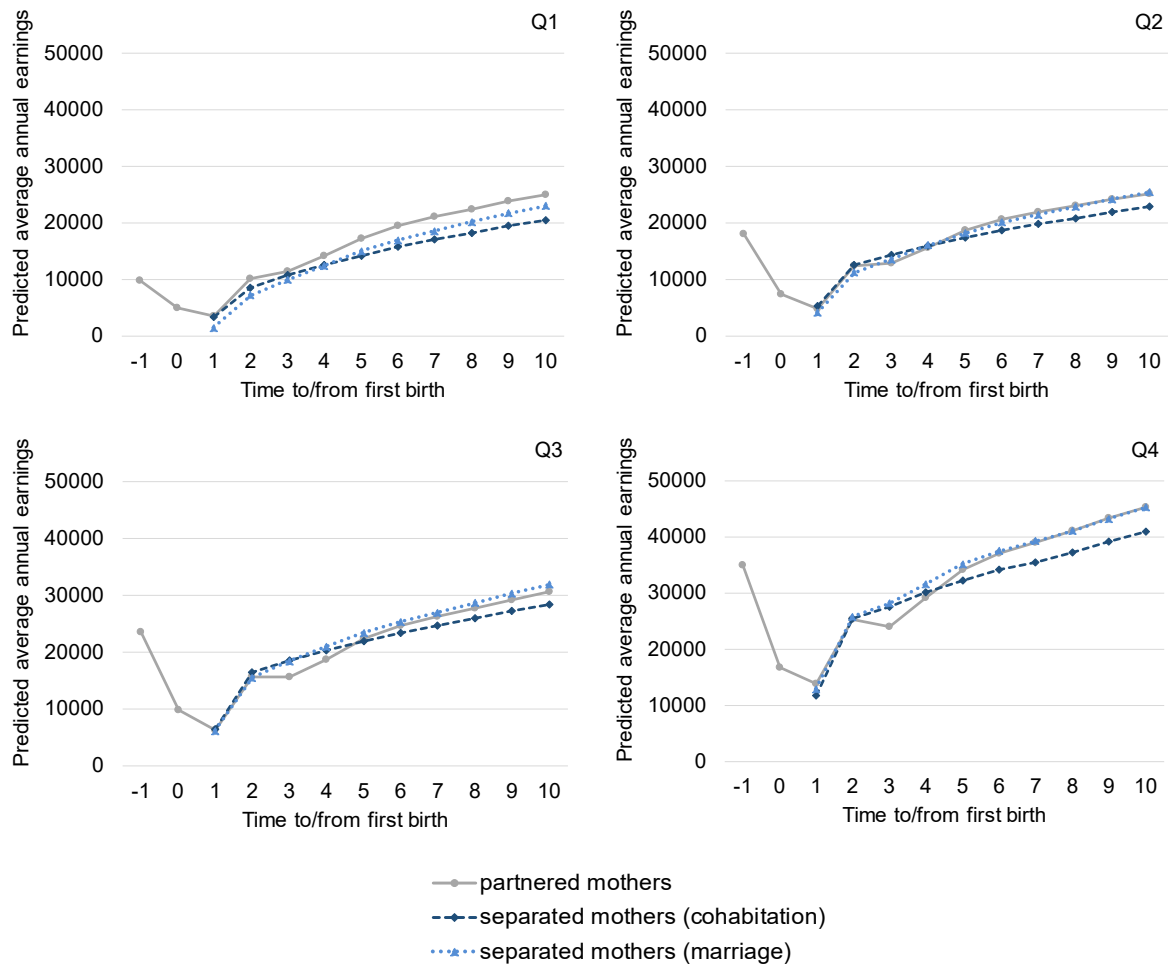 Q1
Predicted average annual earnings
50000
40000
30000
20000
10000
0
-1 0 1 2 3 4 5 6 7 8 9 10
Time to/from first birth
Q2
Predicted average annual earnings
50000
40000
30000
20000
10000
0
-1 0 1 2 3 4 5 6 7 8 9 10
Time to/from first birth
Q3
Predicted average annual earnings
50000
40000
30000
20000
10000
0
-1 0 1 2 3 4 5 6 7 8 9 10
Time to/from first birth
Q4
Predicted average annual earnings
50000
40000
30000
20000
10000
0
-1 0 1 2 3 4 5 6 7 8 9 10
Time to/from first birth
partnered mothers
separated mothers (cohabitation)
separated mothers (marriage)